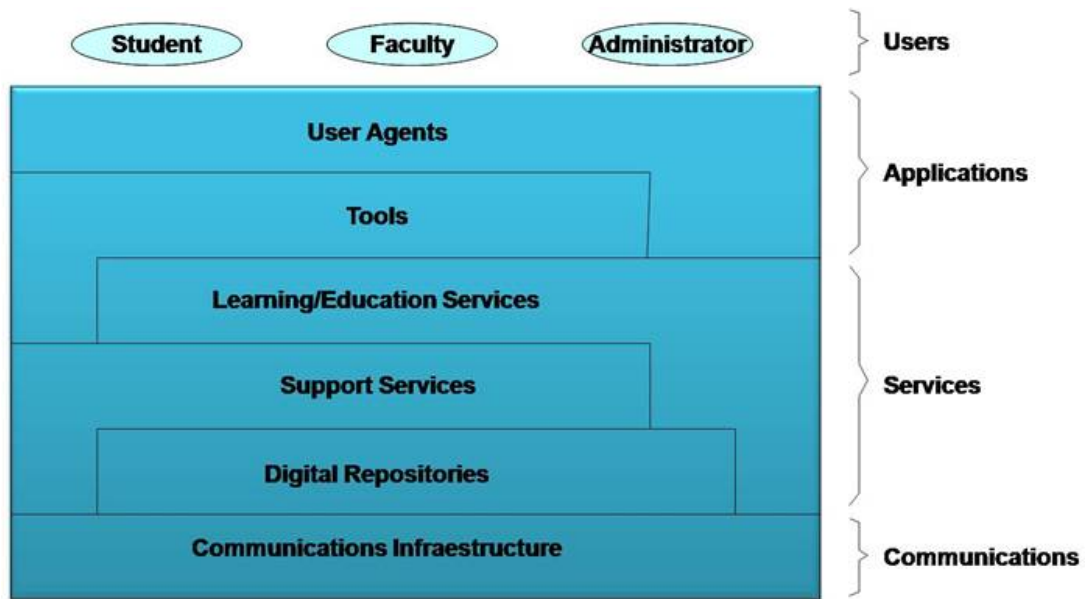 Student Faculty Administrator Users
User Agents
Applications
Tools
Learning/Education Services
Support Services Services
Digital Repositories
Communications Infraestructure
Communications